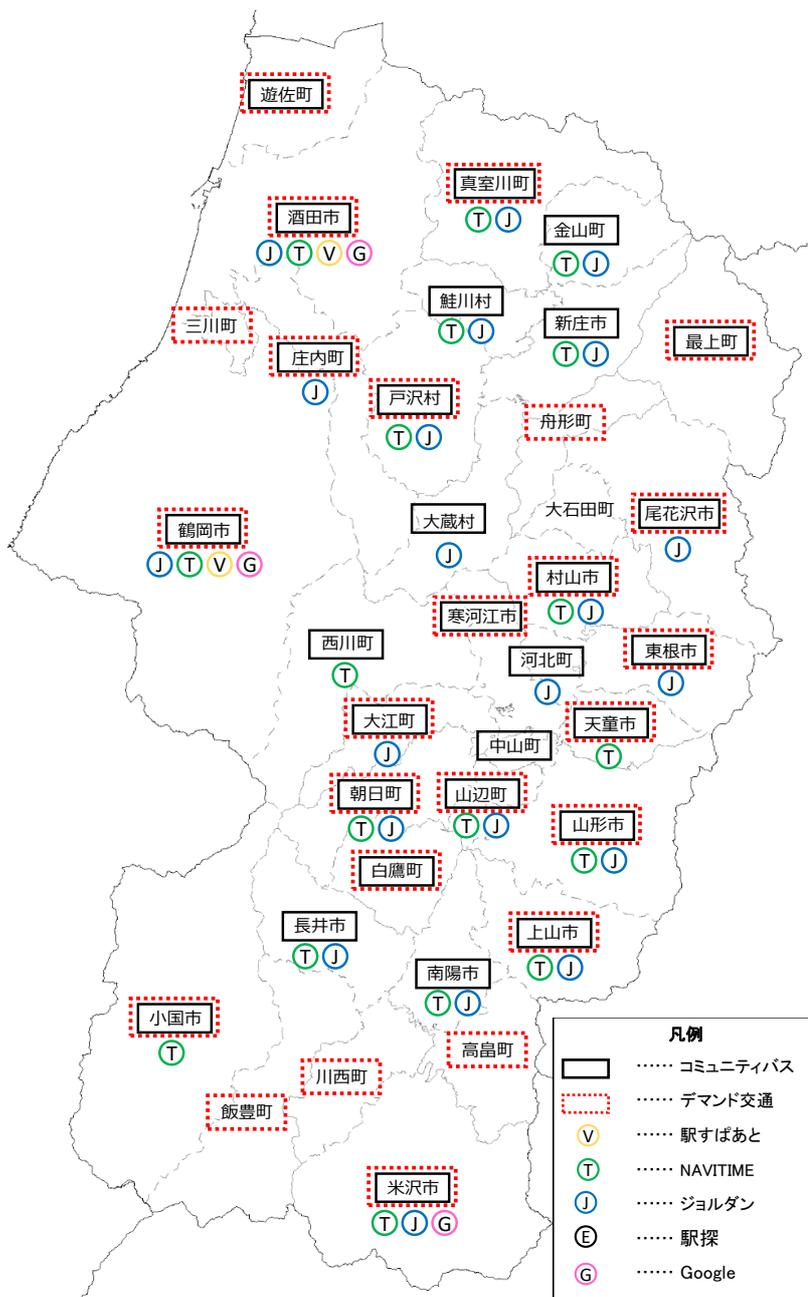 遊佐町
真室川町
T J
酒田市
J T V G
金山町
T J
鮭川村
T J
新庄市
T J
三川町
最上町
庄内町
J
戸沢村
T J
舟形町
大石田町
尾花沢市
J
大蔵村
J
鶴岡市
J T V G
村山市
T J
寒河江市
西川町
T
河北町
J
東根市
J
大江町
J
天童市
T
中山町
朝日町
T J
山辺町
T J
山形市
T J
白鷹町
長井市
T J
上山市
T J
南陽市
T J
小国市
T
高畠町
川西町
飯豊町
米沢市
T J G
凡例
…… コミュニティバス
…… デマンド交通
V …… 駅すぱあと
T …… NAVITIME
J …… ジョルダン
E …… 駅探
G …… Google